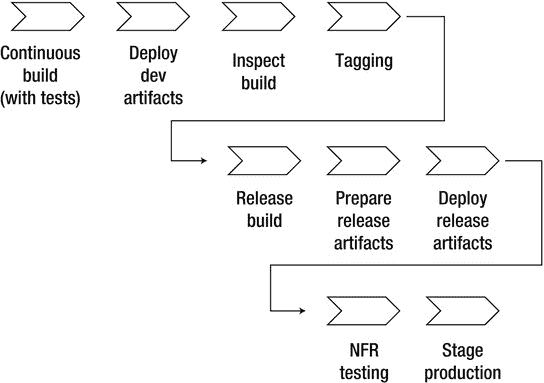 Continuous
build
(with tests)
Deploy
dev
artifacts
Inspect
build
Tagging
Release
build
Prepare
release
artifacts
Deploy
release
artifacts
NFR
testing
Stage
production